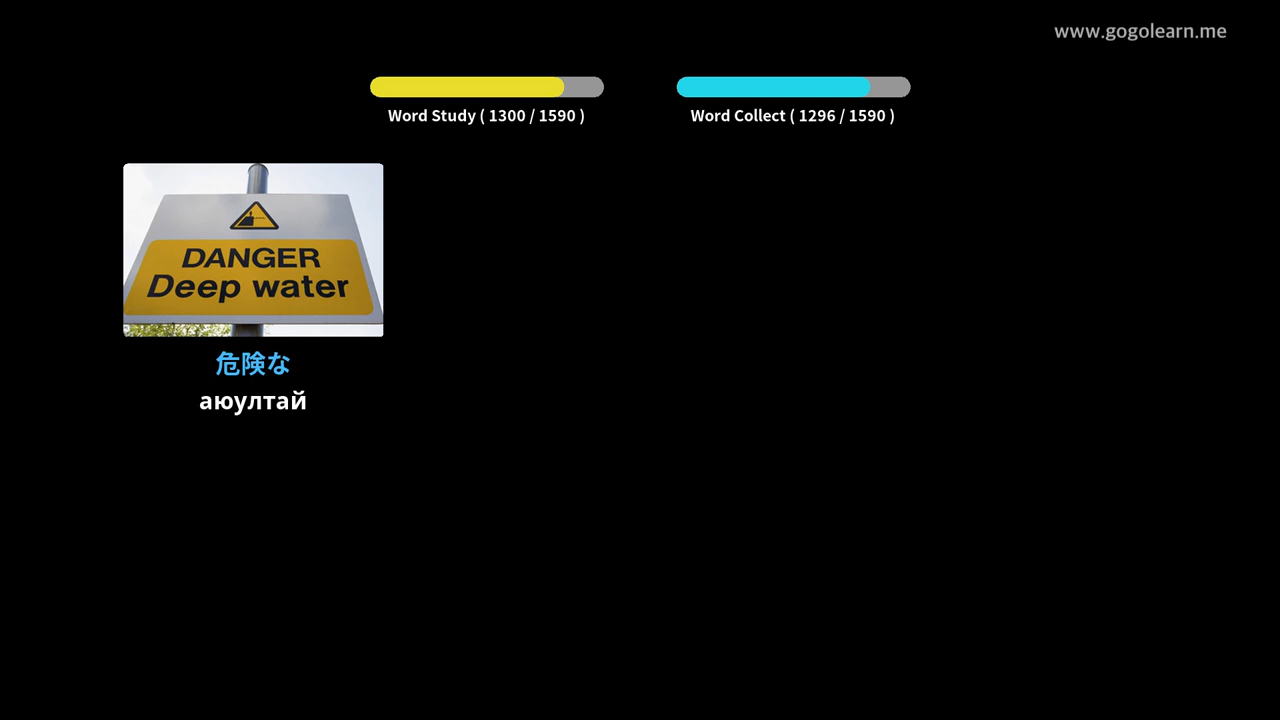 www.gogolearn.me
Word Study ( 1300 / 1590 )
Word Collect ( 1296 / 1590 )
DANGER
Deep water
危険な
аюултай